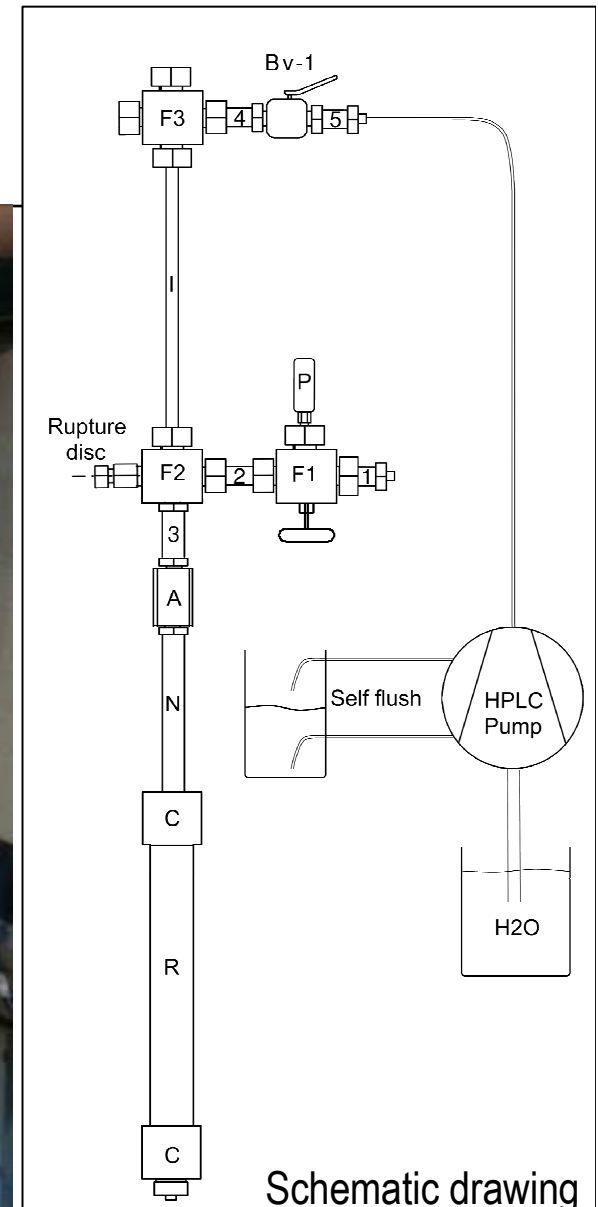 Bv-1
F3
4
5
I
P
Rupture
disc
F2
2
F1
1
3
A
N
Self flush
HPLC
Pump
C
R
H2O
C
Schematic drawing